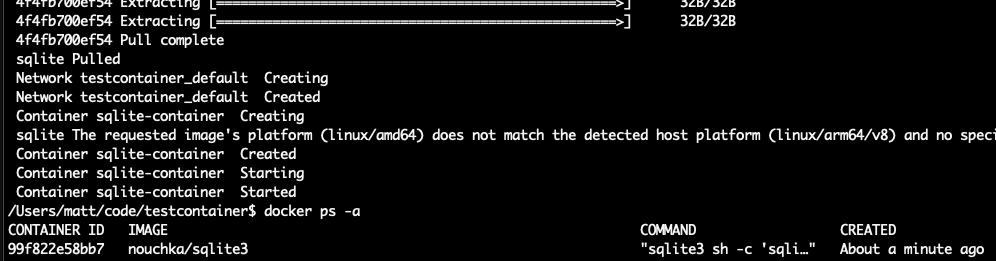 4f4fb700ef54 Extracting [==================================================>]      32B/32B
4f4fb700ef54 Extracting [==================================================>]      32B/32B
4f4fb700ef54 Pull complete
sqlite Pulled
Network testcontainer_default  Creating
Network testcontainer_default  Created
Container sqlite-container  Creating
sqlite The requested image's platform (linux/amd64) does not match the detected host platform (linux/arm64/v8) and no speci
Container sqlite-container  Created
Container sqlite-container  Starting
Container sqlite-container  Started
/Users/matt/code/testcontainer$ docker ps -a
CONTAINER ID   IMAGE                                                COMMAND                  CREATED
99f822e58bb7   nouchka/sqlite3                                      "sqlite3 sh -c 'sqli…"   About a minute ago